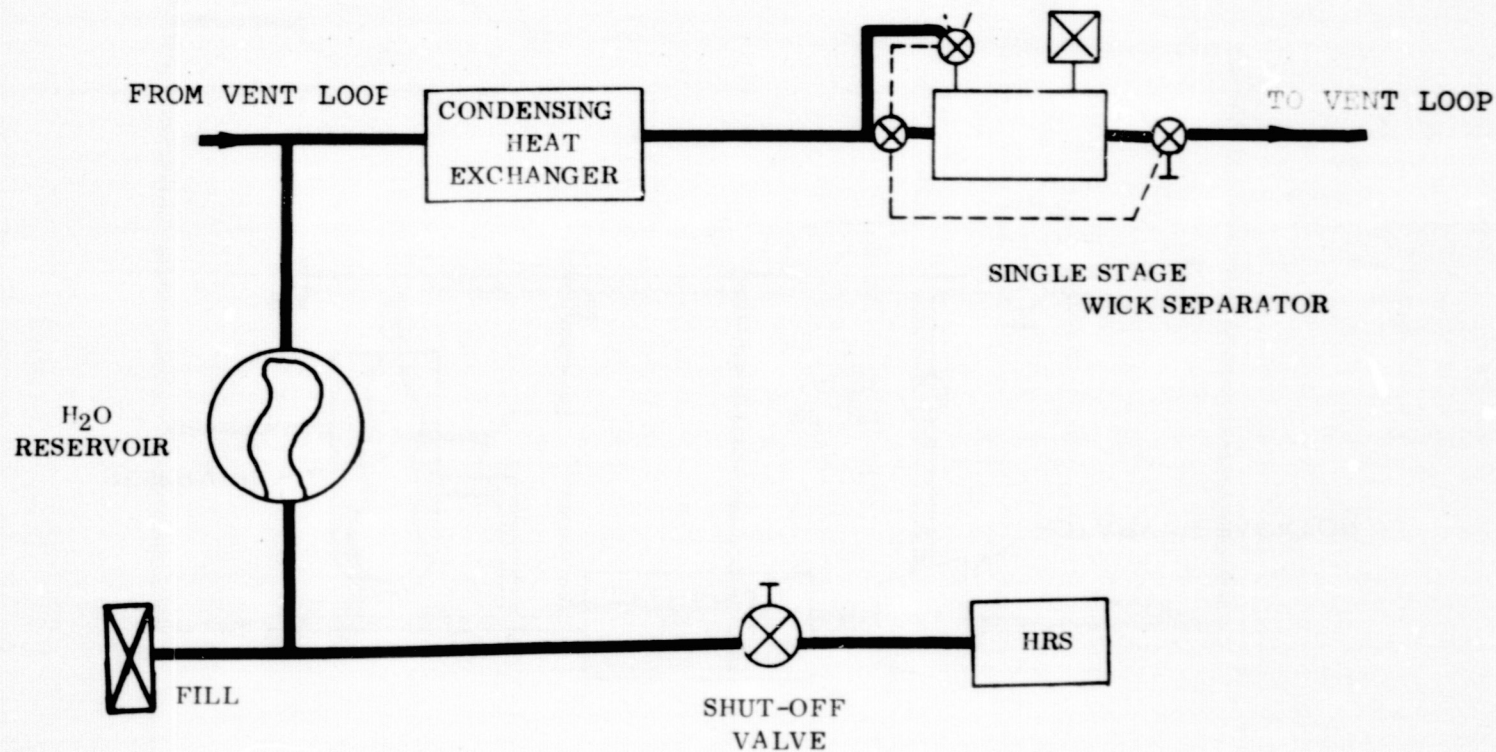 FROM VENT LOOP
CONDENSING
HEAT
EXCHANGER
TO VENT LOOP
SINGLE STAGE
WICK SEPARATOR
H₂O
RESERVOIR
FILL
SHUT-OFF
VALVE
HRS